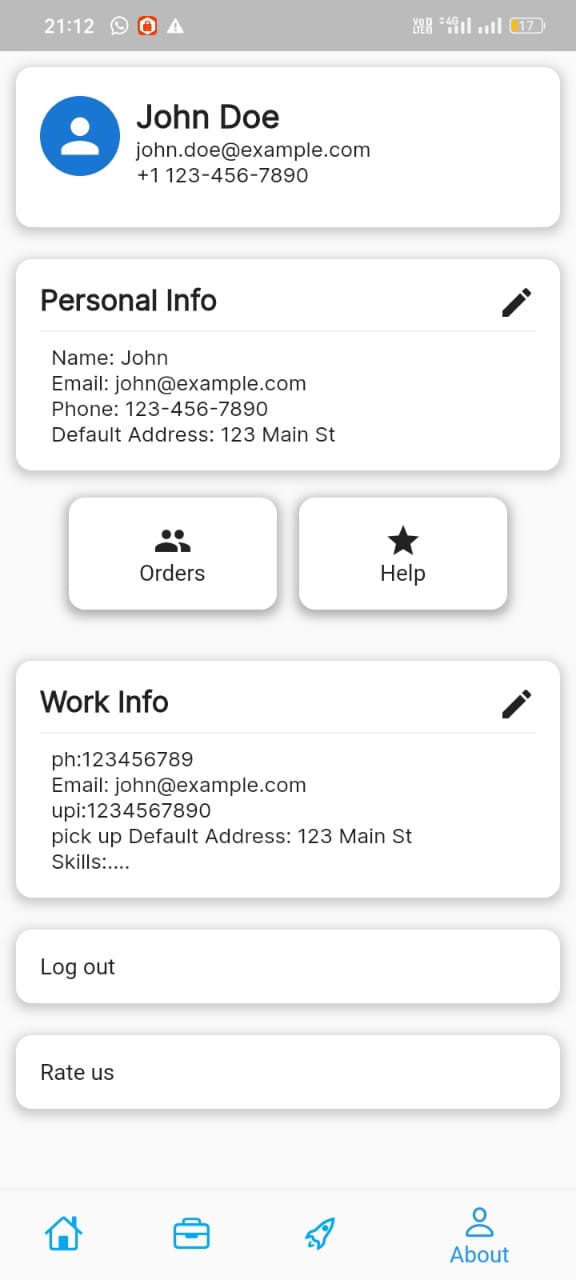 21:12
VoD LTE 4G 17
John Doe
john.doe@example.com
+1 123-456-7890
Personal Info
Name: John
Email: john@example.com
Phone: 123-456-7890
Default Address: 123 Main St
Orders
Help
Work Info
ph:123456789
Email: john@example.com
upi:1234567890
pick up Default Address: 123 Main St
Skills:....
Log out
Rate us
About